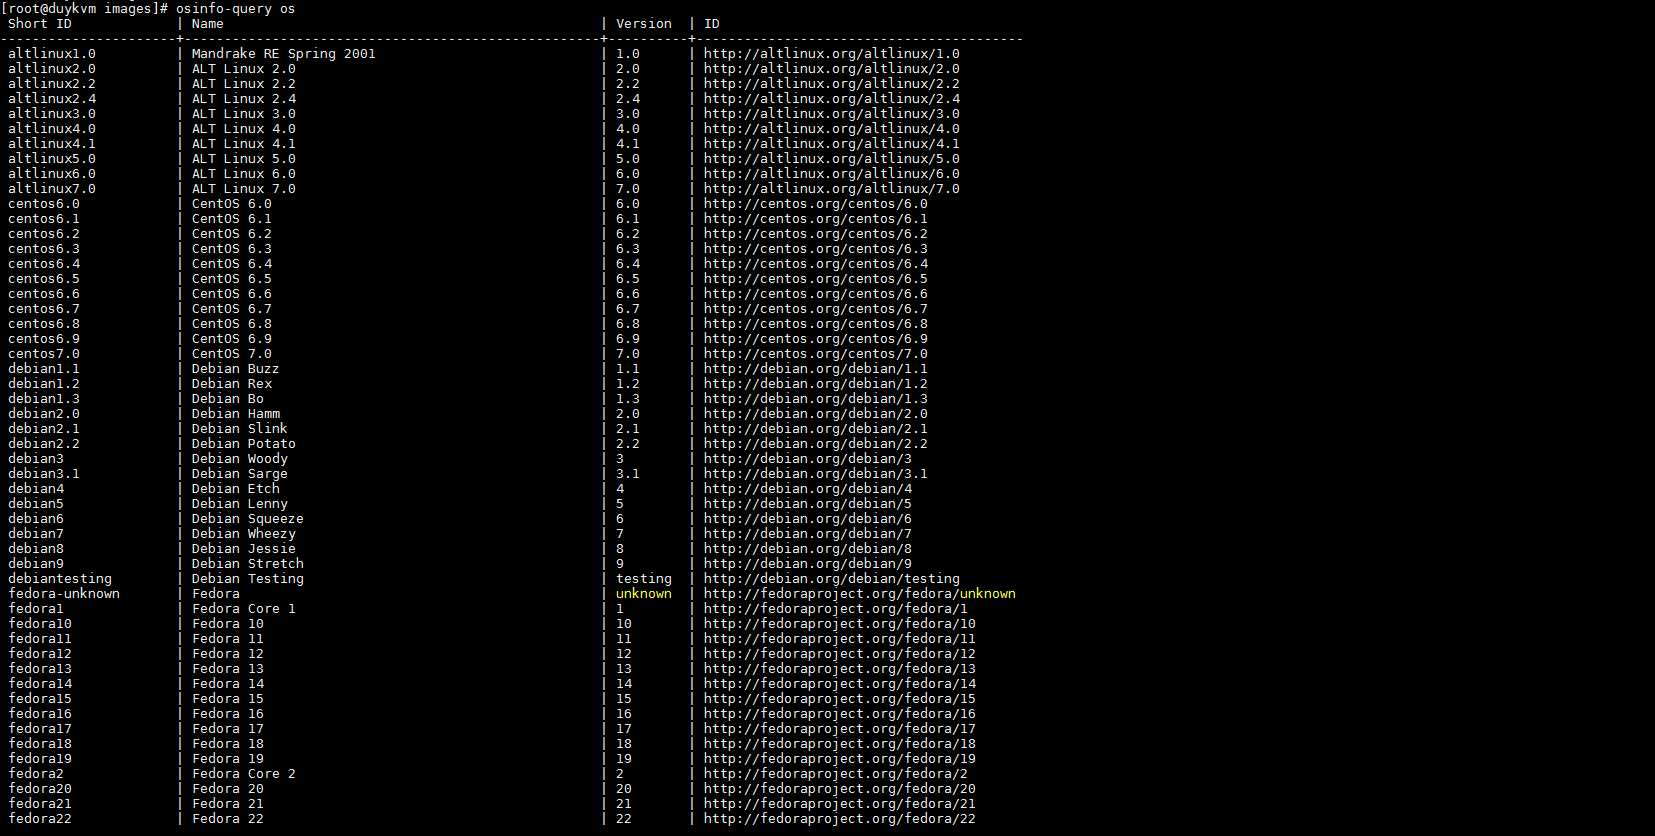 [root@duykvm images]# osinfo-query os
 Short ID             | Name                                               | Version  | ID
----------------------+----------------------------------------------------+----------+-----------------------------------------
 altlinux1.0          | Mandrake RE Spring 2001                            | 1.0      | http://altlinux.org/altlinux/1.0
 altlinux2.0          | ALT Linux 2.0                                      | 2.0      | http://altlinux.org/altlinux/2.0
 altlinux2.2          | ALT Linux 2.2                                      | 2.2      | http://altlinux.org/altlinux/2.2
 altlinux2.4          | ALT Linux 2.4                                      | 2.4      | http://altlinux.org/altlinux/2.4
 altlinux3.0          | ALT Linux 3.0                                      | 3.0      | http://altlinux.org/altlinux/3.0
 altlinux4.0          | ALT Linux 4.0                                      | 4.0      | http://altlinux.org/altlinux/4.0
 altlinux4.1          | ALT Linux 4.1                                      | 4.1      | http://altlinux.org/altlinux/4.1
 altlinux5.0          | ALT Linux 5.0                                      | 5.0      | http://altlinux.org/altlinux/5.0
 altlinux6.0          | ALT Linux 6.0                                      | 6.0      | http://altlinux.org/altlinux/6.0
 altlinux7.0          | ALT Linux 7.0                                      | 7.0      | http://altlinux.org/altlinux/7.0
 centos6.0            | CentOS 6.0                                         | 6.0      | http://centos.org/centos/6.0
 centos6.1            | CentOS 6.1                                         | 6.1      | http://centos.org/centos/6.1
 centos6.2            | CentOS 6.2                                         | 6.2      | http://centos.org/centos/6.2
 centos6.3            | CentOS 6.3                                         | 6.3      | http://centos.org/centos/6.3
 centos6.4            | CentOS 6.4                                         | 6.4      | http://centos.org/centos/6.4
 centos6.5            | CentOS 6.5                                         | 6.5      | http://centos.org/centos/6.5
 centos6.6            | CentOS 6.6                                         | 6.6      | http://centos.org/centos/6.6
 centos6.7            | CentOS 6.7                                         | 6.7      | http://centos.org/centos/6.7
 centos6.8            | CentOS 6.8                                         | 6.8      | http://centos.org/centos/6.8
 centos6.9            | CentOS 6.9                                         | 6.9      | http://centos.org/centos/6.9
 centos7.0            | CentOS 7.0                                         | 7.0      | http://centos.org/centos/7.0
 debian1.1            | Debian Buzz                                        | 1.1      | http://debian.org/debian/1.1
 debian1.2            | Debian Rex                                         | 1.2      | http://debian.org/debian/1.2
 debian1.3            | Debian Bo                                          | 1.3      | http://debian.org/debian/1.3
 debian2.0            | Debian Hamm                                        | 2.0      | http://debian.org/debian/2.0
 debian2.1            | Debian Slink                                       | 2.1      | http://debian.org/debian/2.1
 debian2.2            | Debian Potato                                      | 2.2      | http://debian.org/debian/2.2
 debian3              | Debian Woody                                       | 3        | http://debian.org/debian/3
 debian3.1            | Debian Sarge                                       | 3.1      | http://debian.org/debian/3.1
 debian4              | Debian Etch                                        | 4        | http://debian.org/debian/4
 debian5              | Debian Lenny                                       | 5        | http://debian.org/debian/5
 debian6              | Debian Squeeze                                     | 6        | http://debian.org/debian/6
 debian7              | Debian Wheezy                                      | 7        | http://debian.org/debian/7
 debian8              | Debian Jessie                                      | 8        | http://debian.org/debian/8
 debian9              | Debian Stretch                                     | 9        | http://debian.org/debian/9
 debiantesting        | Debian Testing                                     | testing  | http://debian.org/debian/testing
 fedora-unknown       | Fedora                                             | unknown  | http://fedoraproject.org/fedora/unknown
 fedora1              | Fedora Core 1                                      | 1        | http://fedoraproject.org/fedora/1
 fedora10             | Fedora 10                                          | 10       | http://fedoraproject.org/fedora/10
 fedora11             | Fedora 11                                          | 11       | http://fedoraproject.org/fedora/11
 fedora12             | Fedora 12                                          | 12       | http://fedoraproject.org/fedora/12
 fedora13             | Fedora 13                                          | 13       | http://fedoraproject.org/fedora/13
 fedora14             | Fedora 14                                          | 14       | http://fedoraproject.org/fedora/14
 fedora15             | Fedora 15                                          | 15       | http://fedoraproject.org/fedora/15
 fedora16             | Fedora 16                                          | 16       | http://fedoraproject.org/fedora/16
 fedora17             | Fedora 17                                          | 17       | http://fedoraproject.org/fedora/17
 fedora18             | Fedora 18                                          | 18       | http://fedoraproject.org/fedora/18
 fedora19             | Fedora 19                                          | 19       | http://fedoraproject.org/fedora/19
 fedora2              | Fedora Core 2                                      | 2        | http://fedoraproject.org/fedora/2
 fedora20             | Fedora 20                                          | 20       | http://fedoraproject.org/fedora/20
 fedora21             | Fedora 21                                          | 21       | http://fedoraproject.org/fedora/21
 fedora22             | Fedora 22                                          | 22       | http://fedoraproject.org/fedora/22